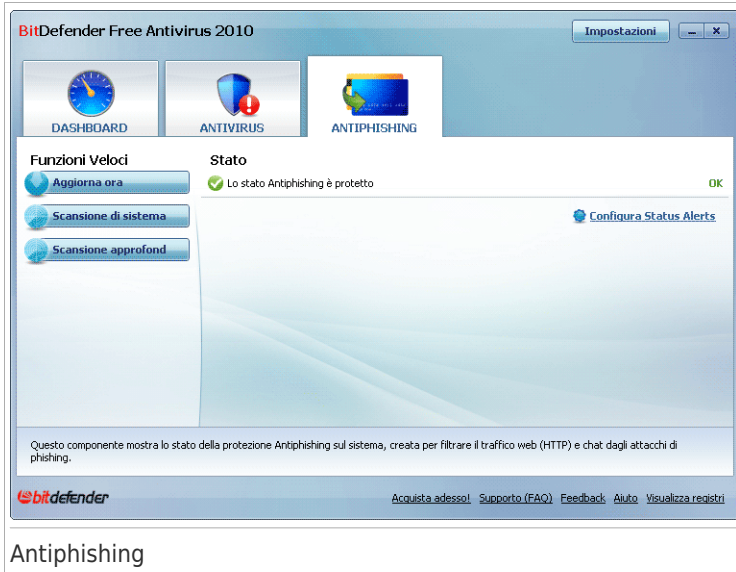 BitDefender Free Antivirus 2010
Impostazioni
DASHBOARD
ANTIVIRUS
ANTIPHISHING
Funzioni Veloci
Stato
Aggiorna ora
Lo stato Antiphishing è protetto
OK
Scansione di sistema
Configura Status Alerts
Scansione approfond
Questo componente mostra lo stato della protezione Antiphishing sul sistema, creata per filtrare il traffico web (HTTP) e chat dagli attacchi di
phishing.
bitdefender
Acquista adesso! Supporto (FAQ) Feedback Aiuto Visualizza registri
Antiphishing